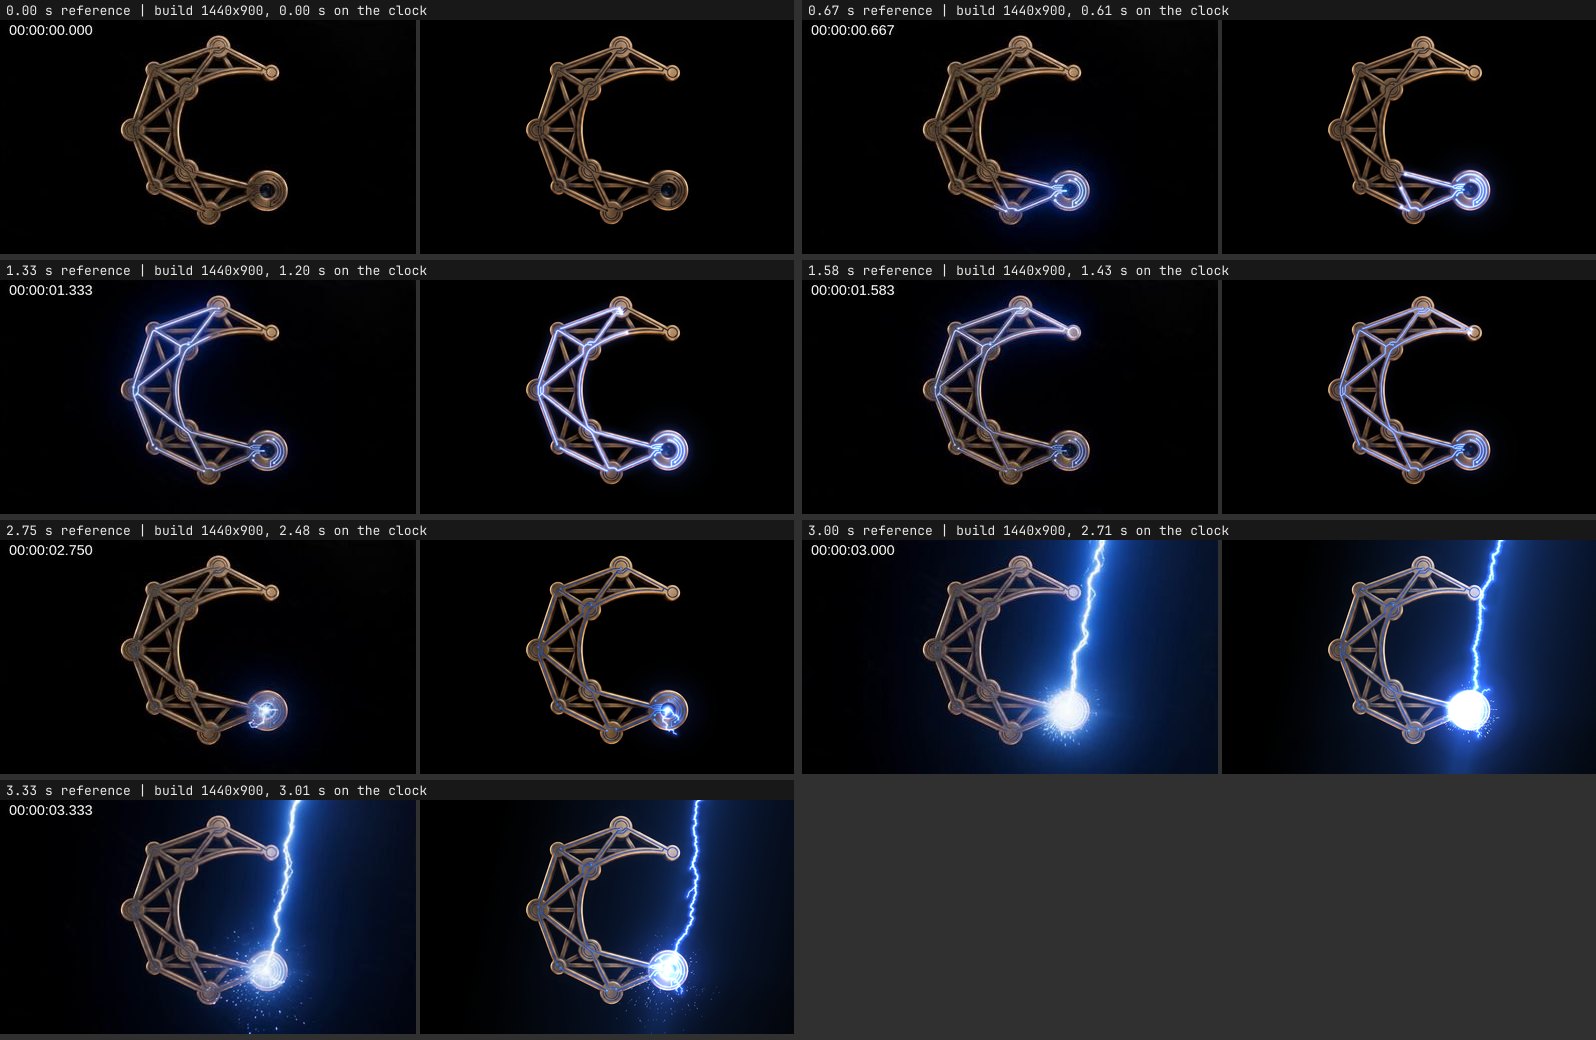 0.00 s reference | build 1440x900, 0.00 s on the clock
00:00:00.000
0.67 s reference | build 1440x900, 0.61 s on the clock
00:00:00.667
1.33 s reference | build 1440x900, 1.20 s on the clock
00:00:01.333
1.58 s reference | build 1440x900, 1.43 s on the clock
00:00:01.583
2.75 s reference | build 1440x900, 2.48 s on the clock
00:00:02.750
3.00 s reference | build 1440x900, 2.71 s on the clock
00:00:03.000
3.33 s reference | build 1440x900, 3.01 s on the clock
00:00:03.333